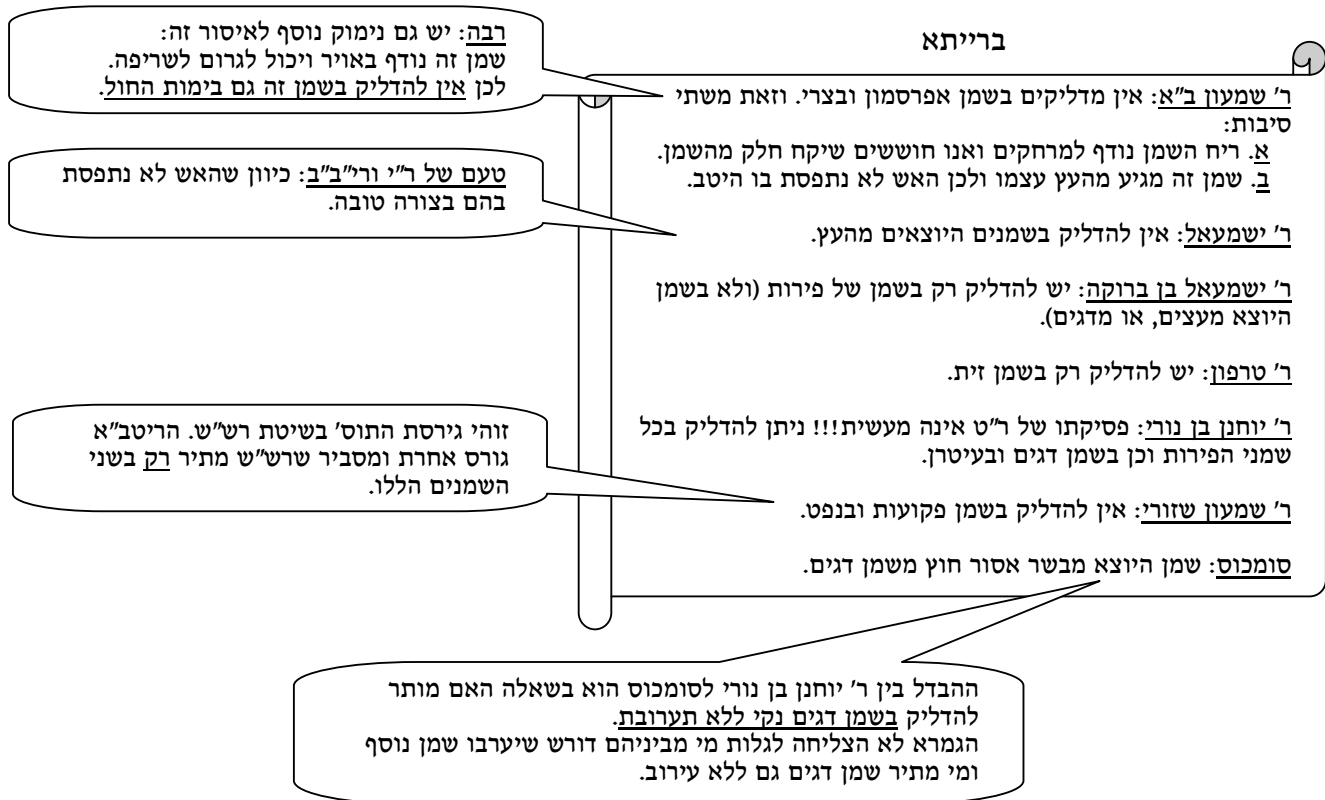 ברייתא
רבה: יש גם נימוק נוסף לאיסור זה:
שמן זה נודף באויר ויכול לגרום לשריפה.
לכן אין להדליק בשמן זה גם בימות החול.
ר' שמעון ב"א: אין מדליקים בשמן אפרסמון ובצרי. וזאת משתי
סיבות:
א. ריח השמן נודף למרחקים ואנו חוששים שיקח חלק מהשמן.
ב. שמן זה מגיע מהעץ עצמו ולכן האש לא נתפסת בו היטב.
טעם של ר"י ורי"ב"ב: כיוון שהאש לא נתפסת
בהם בצורה טובה.
ר' ישמעאל: אין להדליק בשמנים היוצאים מהעץ.
ר' ישמעאל בן ברוקה: יש להדליק רק בשמן של פירות (ולא בשמן
היוצא מעצים, או מדגים).
ר' טרפון: יש להדליק רק בשמן זית.
ר' יוחנן בן נורי: פסיקתו של ר"ט אינה מעשית!!! ניתן להדליק בכל
שמני הפירות וכן בשמן דגים ובעיטרן.
זוהי גירסת התוס' בשיטת רש"ש. הריטב"א
גורס אחרת ומסביר שרש"ש מתיר רק בשני
השמנים הללו.
ר' שמעון שזורי: אין להדליק בשמן פקועות ובנפט.
סומכוס: שמן היוצא מבשר אסור חוץ משמן דגים.
ההבדל בין ר' יוחנן בן נורי לסומכוס הוא בשאלה האם מותר
להדליק בשמן דגים נקי ללא תערובת.
הגמרא לא הצליחה לגלות מי מביניהם דורש שיערבו שמן נוסף
ומי מתיר שמן דגים גם ללא עירוב.